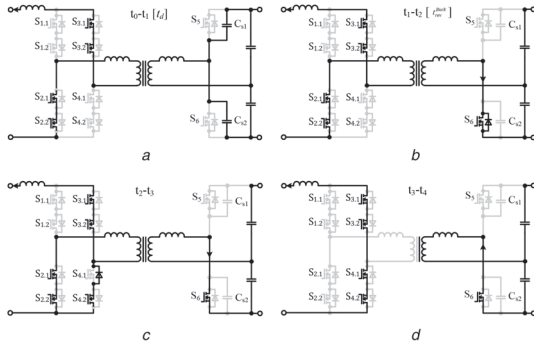 t₀-t₁ [t_d]
S₁.₁ S₃.₁ S₅ Cₛ₁
S₁.₂ S₃.₂
S₂.₁ S₄.₁ S₆ Cₛ₂
S₂.₂ S₄.₂
a
t₁-t₂ [
S₁.₁ S₃.₁ S₅ Cₛ₁
S₁.₂ S₃.₂
S₂.₁ S₄.₁ S₆ Cₛ₂
S₂.₂ S₄.₂
b
t₂-t₃
S₁.₁ S₃.₁ S₅ Cₛ₁
S₁.₂ S₃.₂
S₂.₁ S₄.₁ S₆ Cₛ₂
S₂.₂ S₄.₂
c
t₃-t₄
S₁.₁ S₃.₁ S₅ Cₛ₁
S₁.₂ S₃.₂
S₂.₁ S₄.₁ S₆ Cₛ₂
S₂.₂ S₄.₂
d